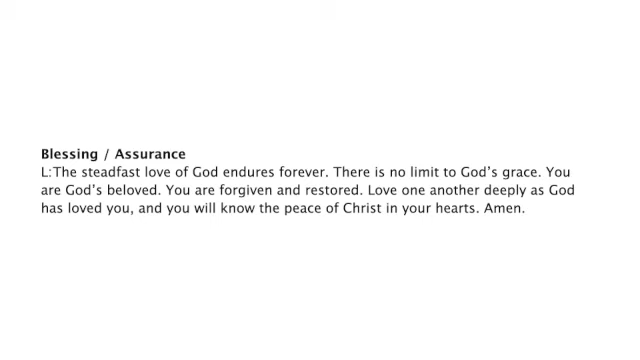 Blessing / Assurance
L:The steadfast love of God endures forever. There is no limit to God’s grace. You
are God’s beloved. You are forgiven and restored. Love one another deeply as God
has loved you, and you will know the peace of Christ in your hearts. Amen.